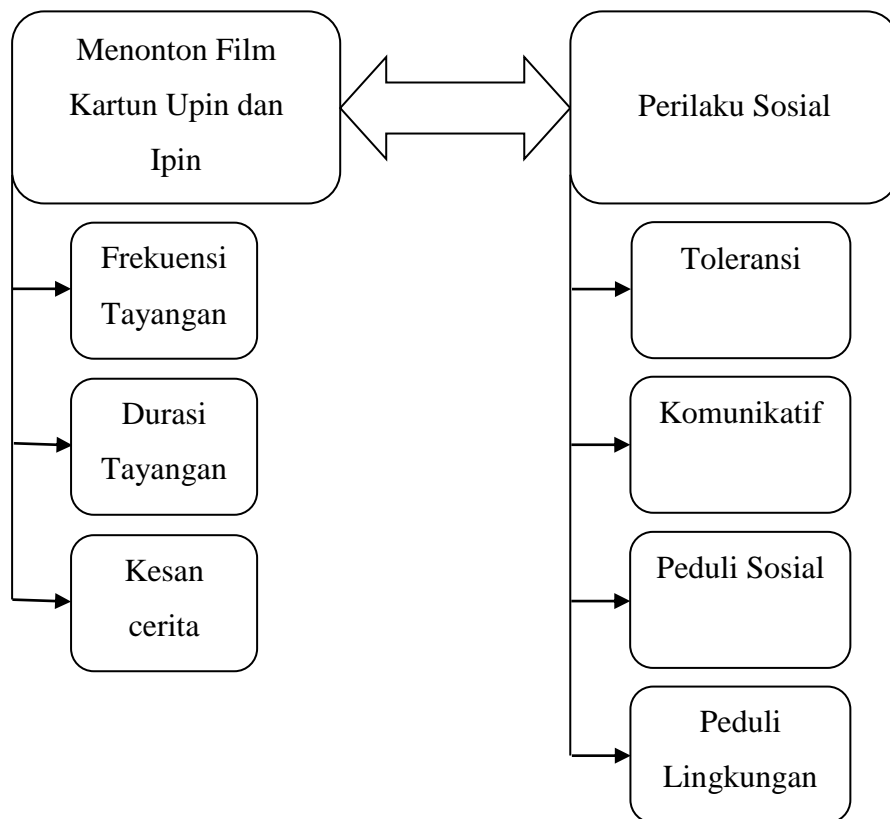 Menonton Film
Kartun Upin dan
Ipin
Perilaku Sosial
Frekuensi
Tayangan
Durasi
Tayangan
Kesan
cerita
Toleransi
Komunikatif
Peduli Sosial
Peduli
Lingkungan